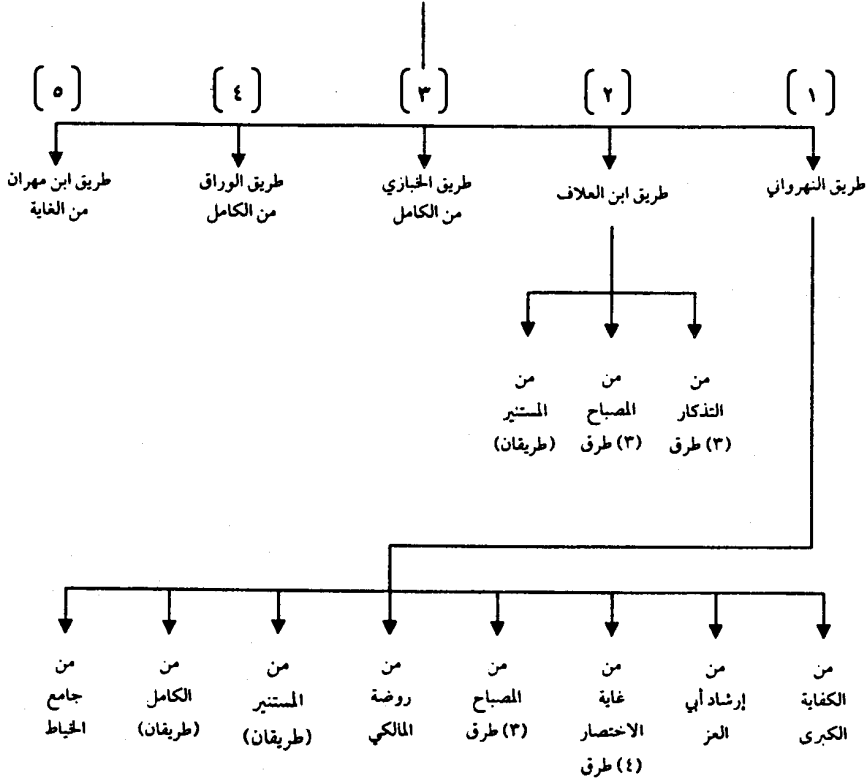 [١]
[٢]
[٣]
[٤]
[٥]
طريق النهرواني
طريق ابن العلاف
طريق الخبازي
من الكامل
طريق الوراق
من الكامل
طريق ابن مهران
من الغاية
من
التذكار
(٣) طرق
من
المصباح
(٣) طرق
من
المستنير
(طريقان)
من
الكفاية
الكبرى
من
إرشاد أبي
العز
من
غاية
الاختصار
(٤) طرق
من
المصباح
(٣) طرق
من
روضة
المالكي
من
المستنير
(طريقان)
من
الكامل
(طريقان)
من
جامع
الخياط